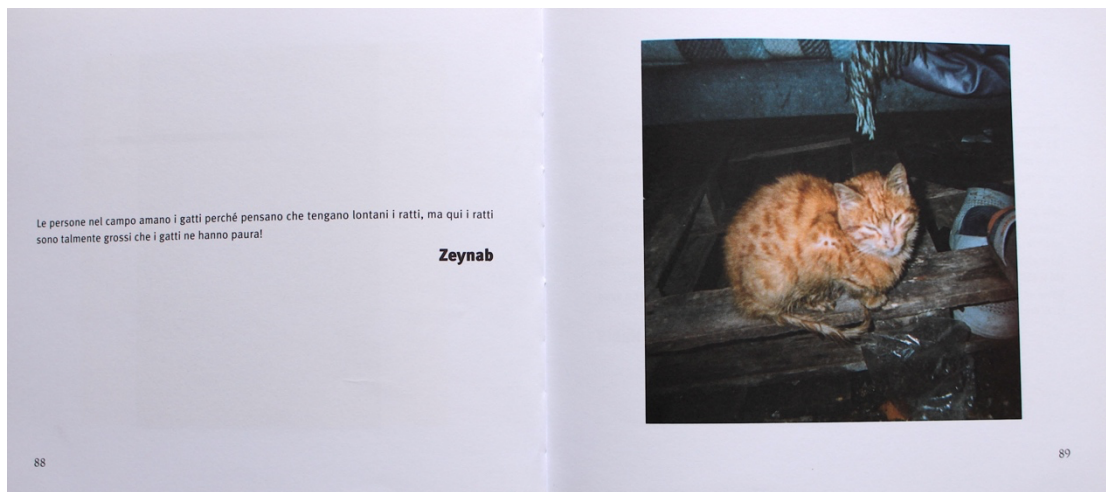 Le persone nel campo amano i gatti perché pensano che tengano lontani i ratti, ma qui i ratti
sono talmente grossi che i gatti ne hanno paura!
Zeynab
88
89